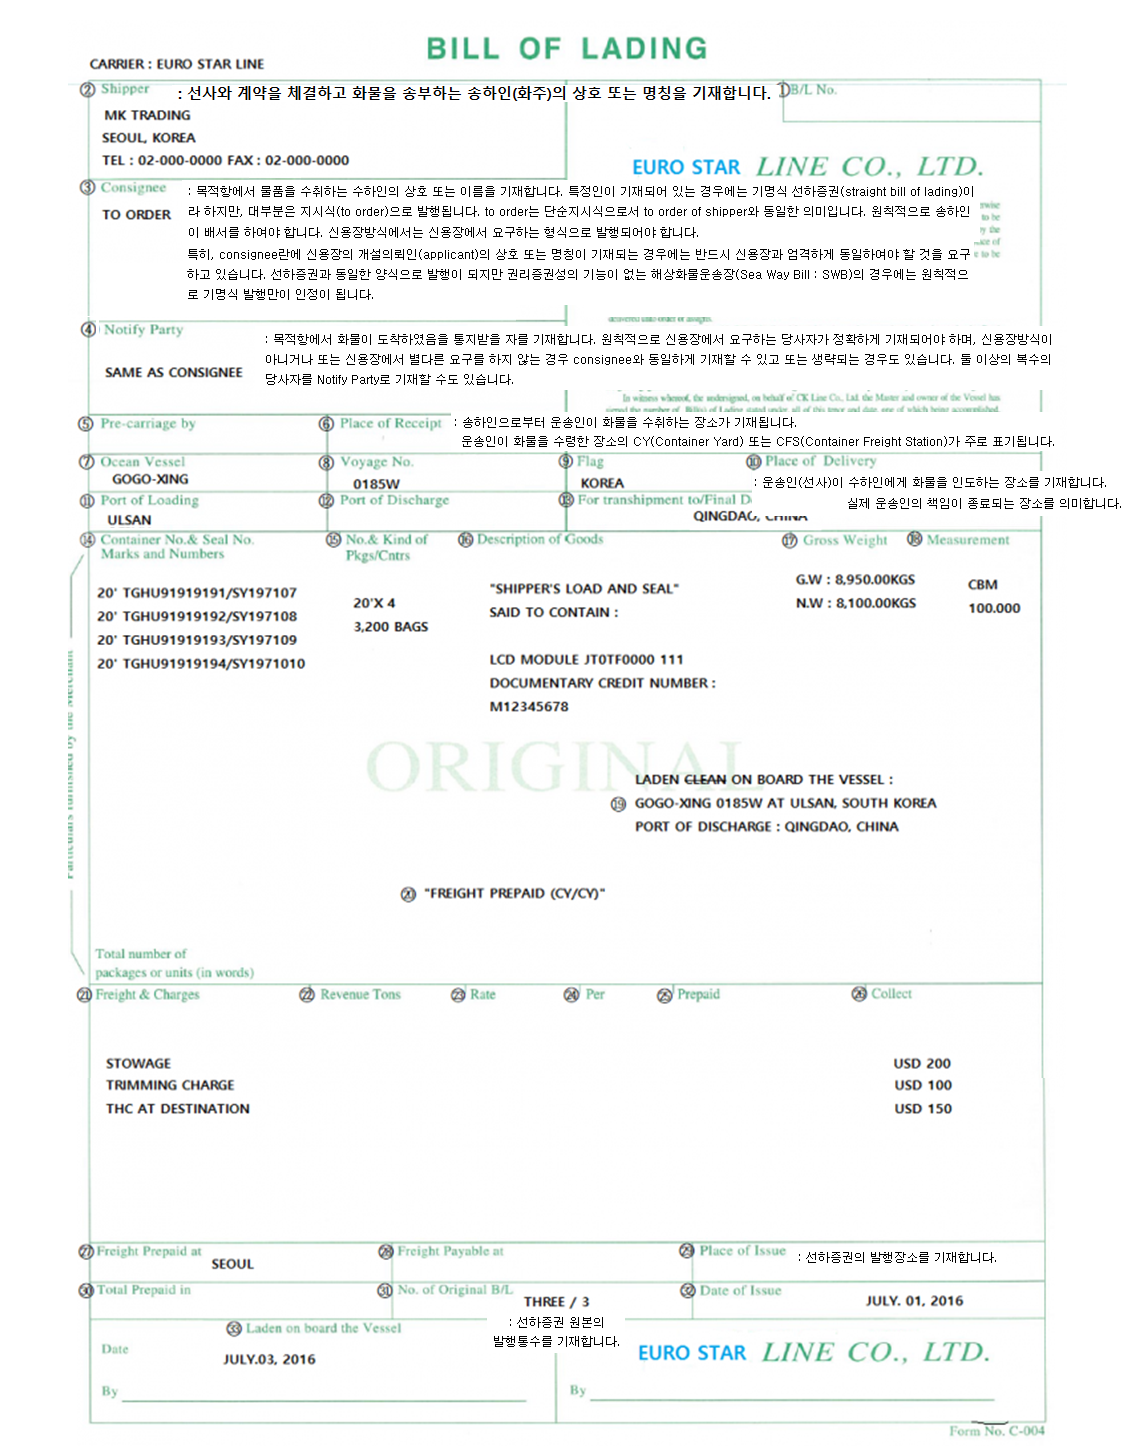 BILL OF LADING
CARRIER : EURO STAR LINE
② Shipper : 선사와 계약을 체결하고 화물을 송부하는 송하인(화주)의 상호 또는 명칭을 기재합니다. ① B/L No.
MK TRADING
SEOUL, KOREA
TEL : 02-000-0000 FAX : 02-000-0000
EURO STAR LINE CO., LTD.
③ Consignee : 목적항에서 물품을 수취하는 수하인의 상호 또는 이름을 기재합니다. 특정인이 기재되어 있는 경우에는 기명식 선하증권(straight bill of lading)이
TO ORDER 라 하지만, 대부분은 지시식(to order)으로 발행됩니다. to order는 단순지시식으로서 to order of shipper와 동일한 의미입니다. 원칙적으로 송하인
이 배서를 하여야 합니다. 신용장방식에서는 신용장에서 요구하는 형식으로 발행되어야 합니다.
특히, consignee란에 신용장의 개설의뢰인(applicant)의 상호 또는 명칭이 기재되는 경우에는 반드시 신용장과 엄격하게 동일하여야 할 것을 요구
하고 있습니다. 선하증권과 동일한 양식으로 발행이 되지만 권리증권성의 기능이 없는 해상화물운송장(Sea Way Bill : SWB)의 경우에는 원칙적으
로 기명식 발행만이 인정이 됩니다.
④ Notify Party
: 목적항에서 화물이 도착하였음을 통지받을 자를 기재합니다. 원칙적으로 신용장에서 요구하는 당사자가 정확하게 기재되어야 하며, 신용장방식이
아니거나 또는 신용장에서 별다른 요구를 하지 않는 경우 consignee와 동일하게 기재할 수 있고 또는 생략되는 경우도 있습니다. 둘 이상의 복수의
SAME AS CONSIGNEE
당사자를 Notify Party로 기재할 수도 있습니다.
In witness whereof, the undersigned, on behalf of CK Line Co., Ltd, the Master and owner of the Vessel has
⑤ Pre-carriage by ⑥ Place of Receipt : 송하인으로부터 운송인이 화물을 수취하는 장소가 기재됩니다.
운송인이 화물을 수령한 장소의 CY(Container Yard) 또는 CFS(Container Freight Station)가 주로 표기됩니다.
⑦ Ocean Vessel ⑧ Voyage No. ⑨ Flag ⑩ Place of Delivery
GOGO-XING 0185W KOREA : 운송인(선사)이 수하인에게 화물을 인도하는 장소를 기재합니다.
⑪ Port of Loading ⑫ Port of Discharge ⑬ For transhipment to/Final D 실제 운송인의 책임이 종료되는 장소를 의미합니다.
ULSAN QINGDAO, CHINA
⑭ Container No.& Seal No. ⑮ No.& Kind of ⑯ Description of Goods ⑰ Gross Weight ⑱ Measurement
Marks and Numbers Pkgs/Cntrs
G.W : 8,950.00KGS CBM
20' TGHU91919191/SY197107 "SHIPPER'S LOAD AND SEAL"
20'X 4 N.W : 8,100.00KGS 100.000
20' TGHU91919192/SY197108 SAID TO CONTAIN :
3,200 BAGS
20' TGHU91919193/SY197109
20' TGHU91919194/SY1971010 LCD MODULE JT0TF0000 111
DOCUMENTARY CREDIT NUMBER :
M12345678
Particulars furnished by the Merchant
ORIGINAL
LADEN CLEAN ON BOARD THE VESSEL :
⑲ GOGO-XING 0185W AT ULSAN, SOUTH KOREA
PORT OF DISCHARGE : QINGDAO, CHINA
⑳ "FREIGHT PREPAID (CY/CY)"
Total number of
packages or units (in words)
㉑ Freight & Charges ㉒ Revenue Tons ㉓ Rate ㉔ Per ㉕ Prepaid ㉖ Collect
STOWAGE USD 200
TRIMMING CHARGE USD 100
THC AT DESTINATION USD 150
㉗ Freight Prepaid at ㉘ Freight Payable at ㉙ Place of Issue : 선하증권의 발행장소를 기재합니다.
SEOUL
㉚ Total Prepaid in ㉛ No. of Original B/L ㉜ Date of Issue
THREE / 3 JULY. 01, 2016
: 선하증권 원본의
발행통수를 기재합니다.
㉝ Laden on board the Vessel
Date JULY.03, 2016
EURO STAR LINE CO., LTD.
By By
Form No. C-004